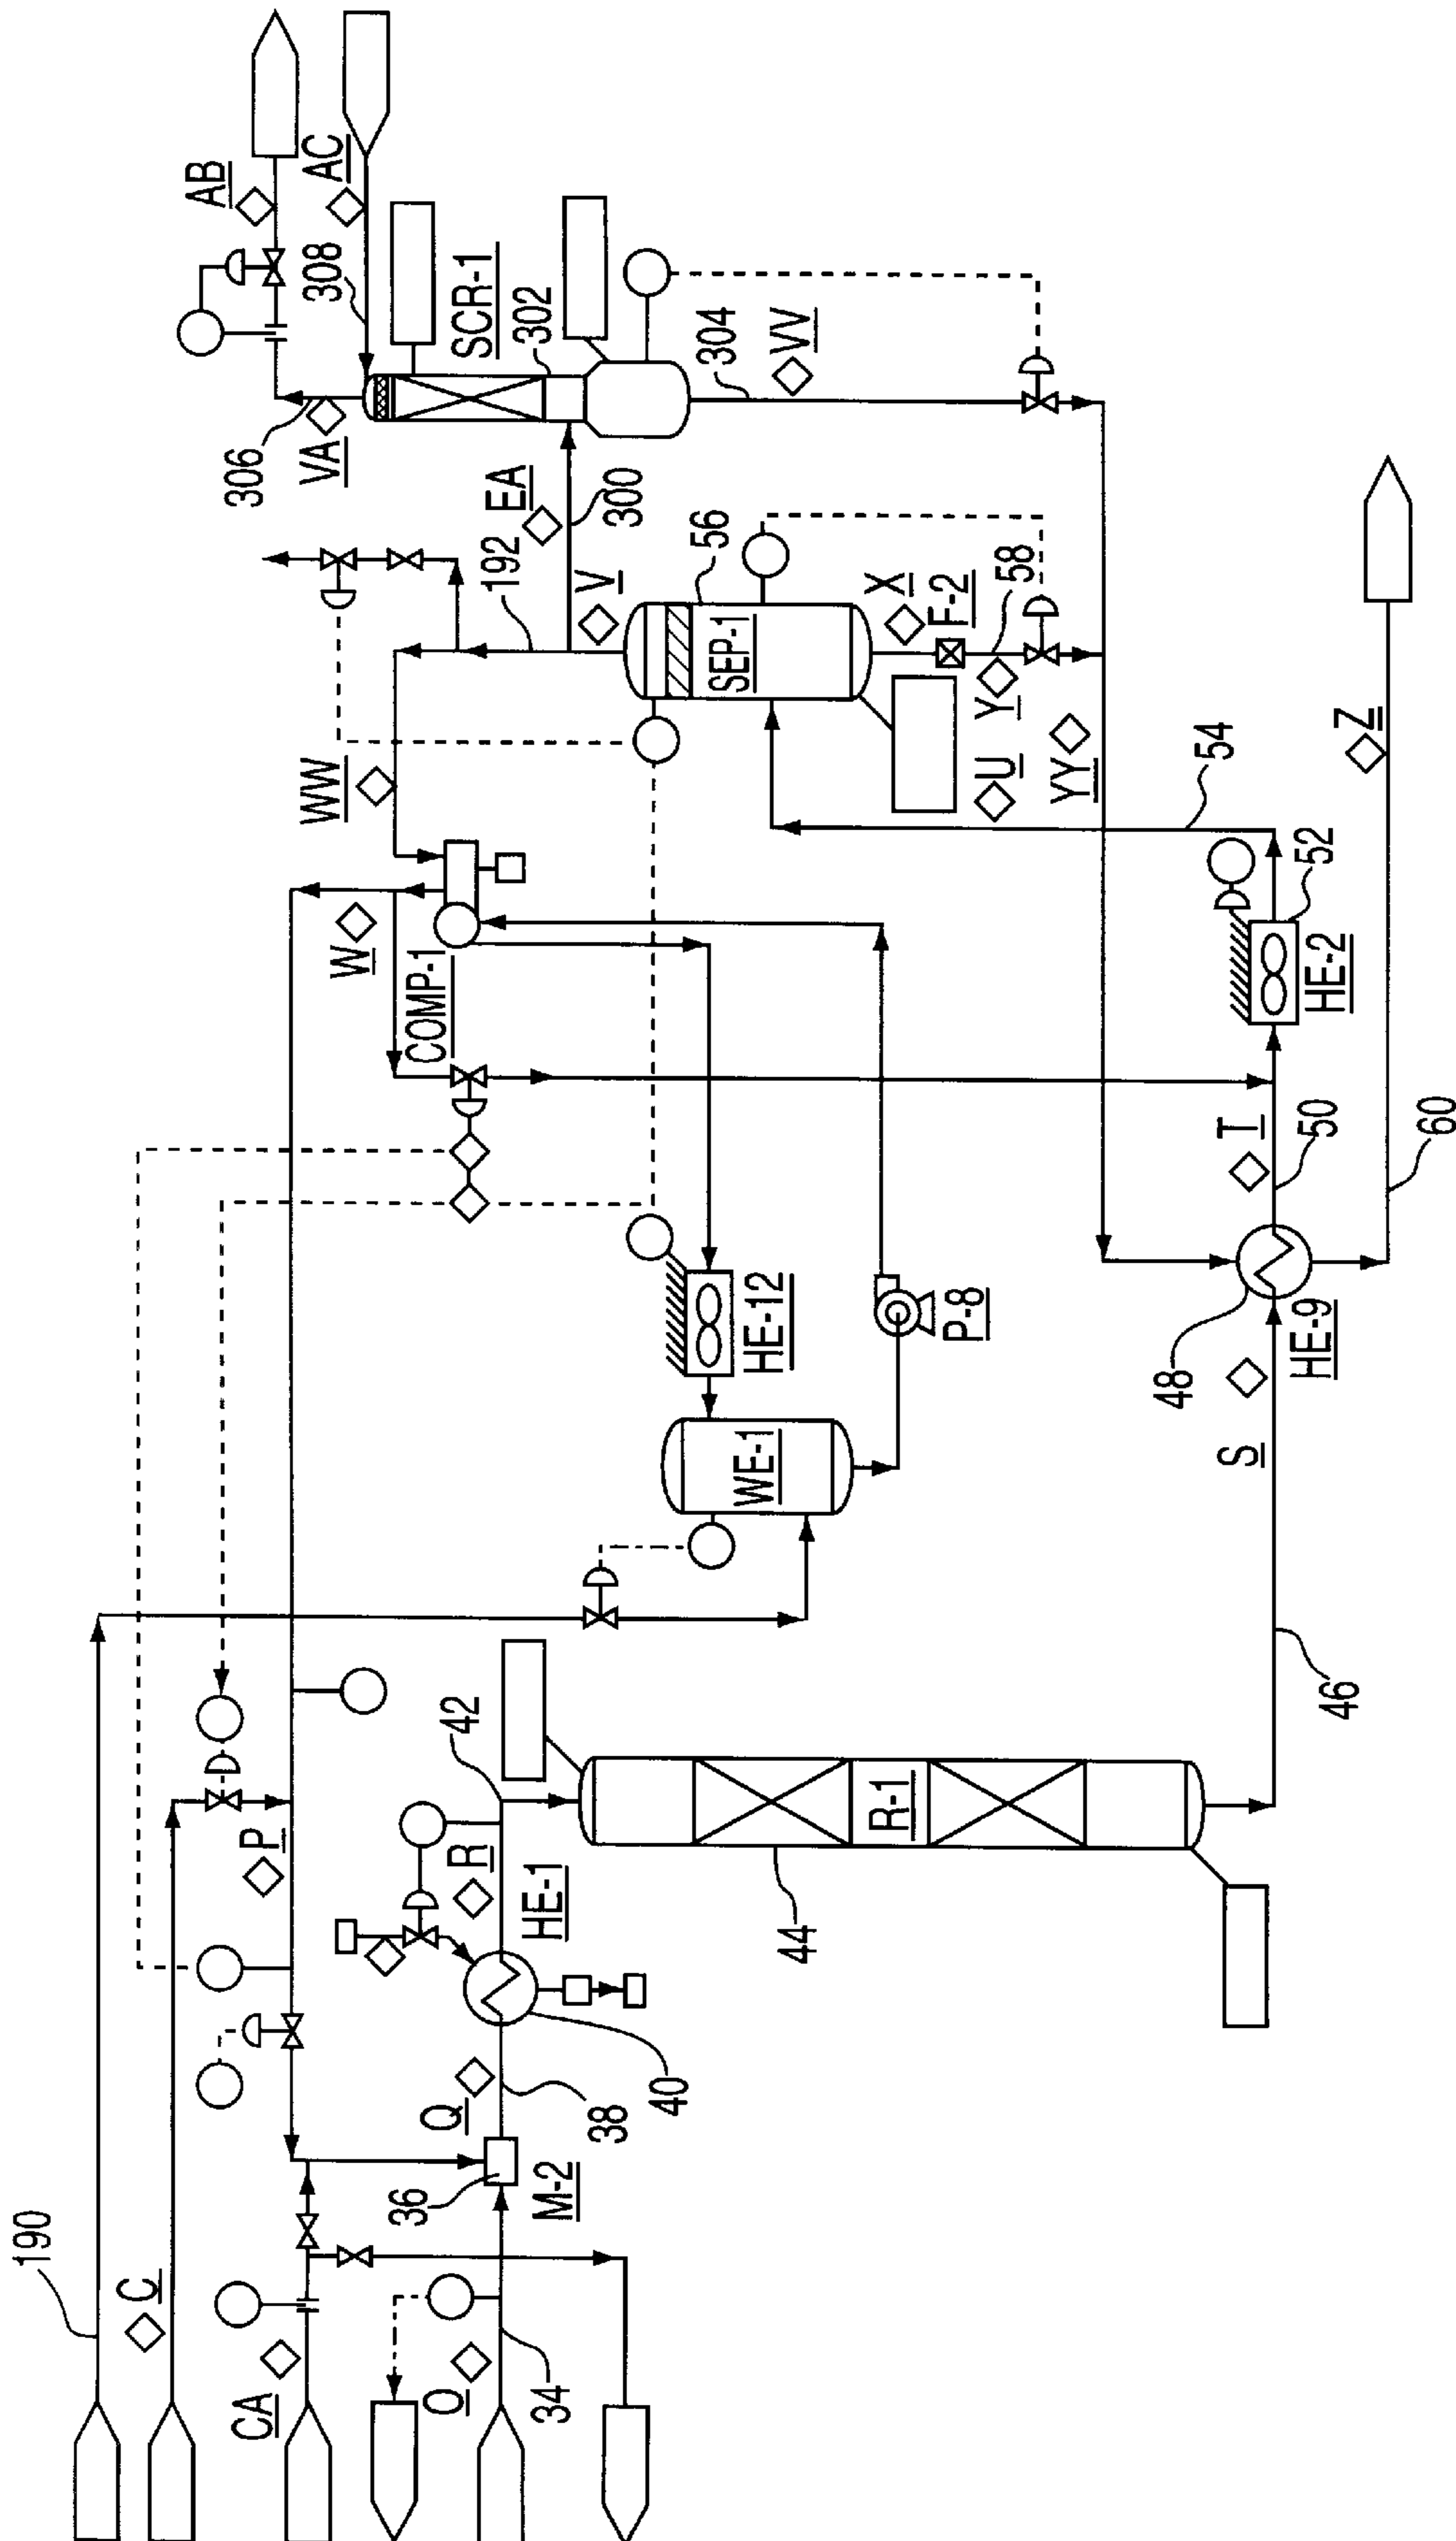 190
C
CA
O
34
36
M-2
Q
38
40
HE-1
R
42
P
44
R-1
46
S
48
HE-9
T
50
60
Z
HE-2
52
54
YY
U
Y
58
F-2
X
56
SEP-1
V
192
EA
300
WW
W
COMP-1
HE-12
WE-1
P-8
VA
306
AB
AC
308
SCR-1
302
304
VV